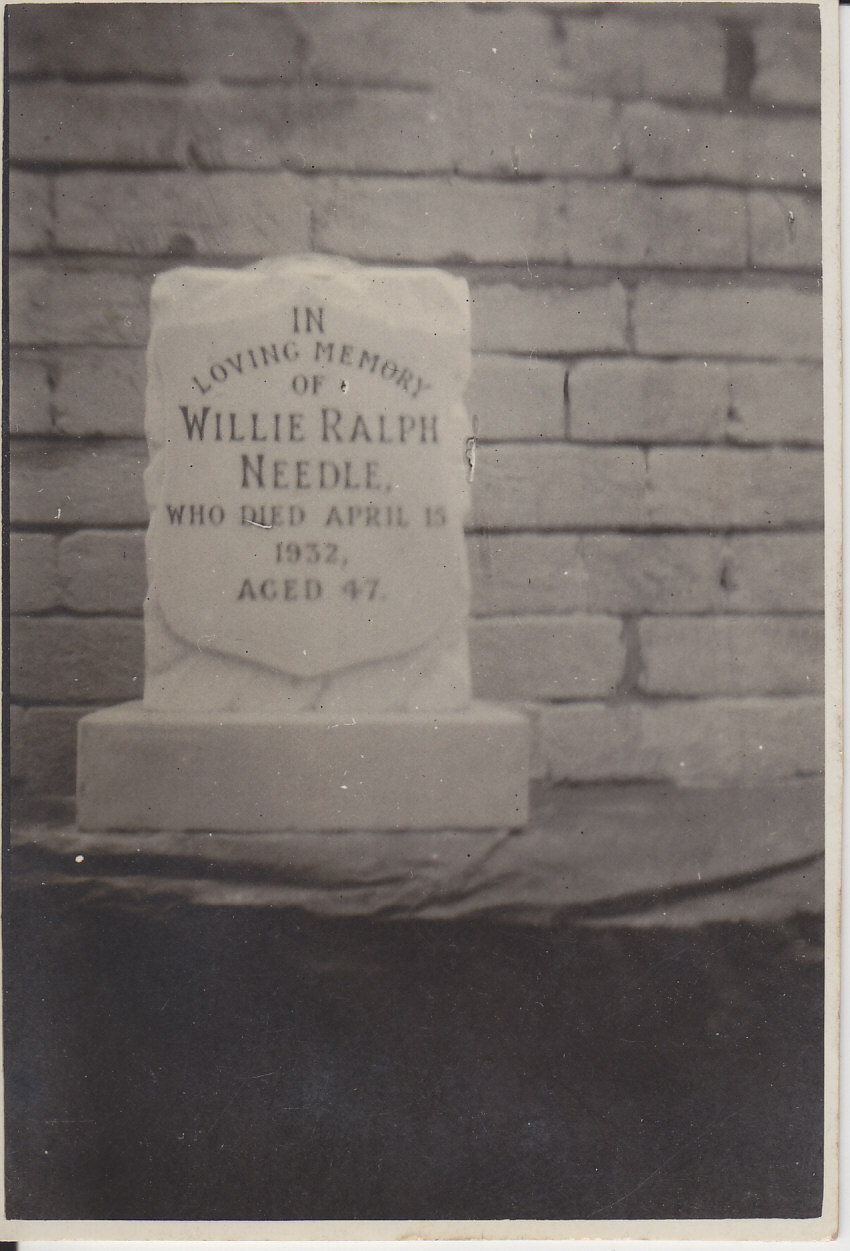 IN
LOVING MEMORY
OF
WILLIE RALPH
NEEDLE,
WHO DIED APRIL 15
1932,
AGED 47.